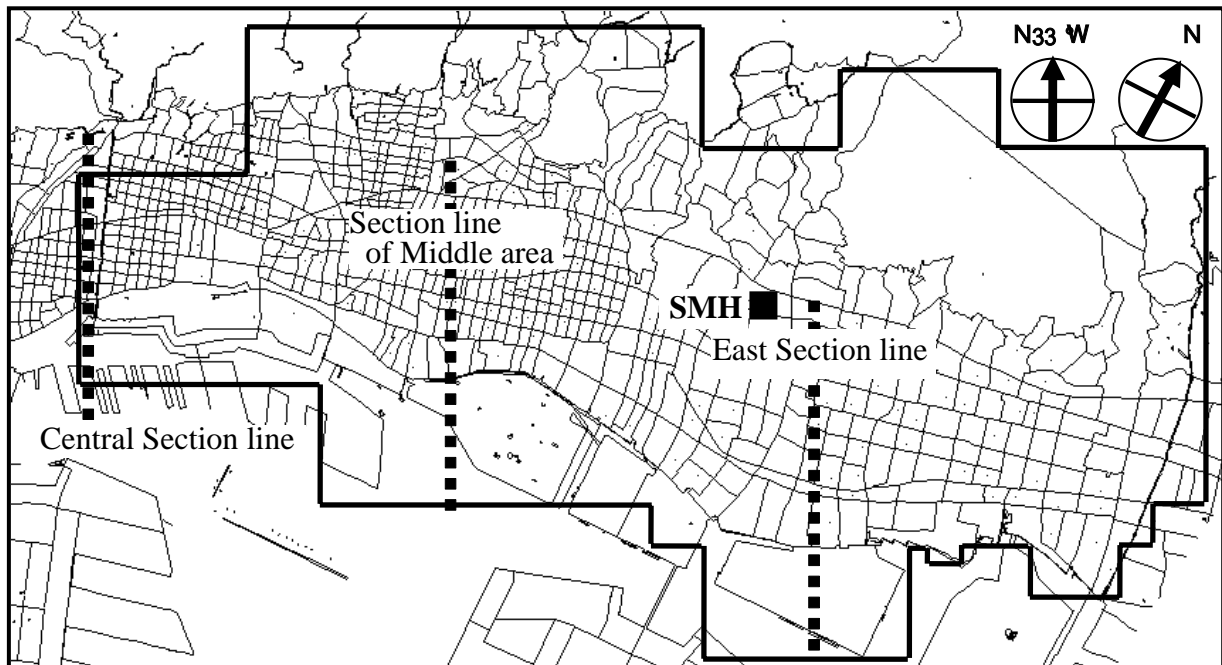 N33 °W
N
Section line
of Middle area
SMH
East Section line
Central Section line